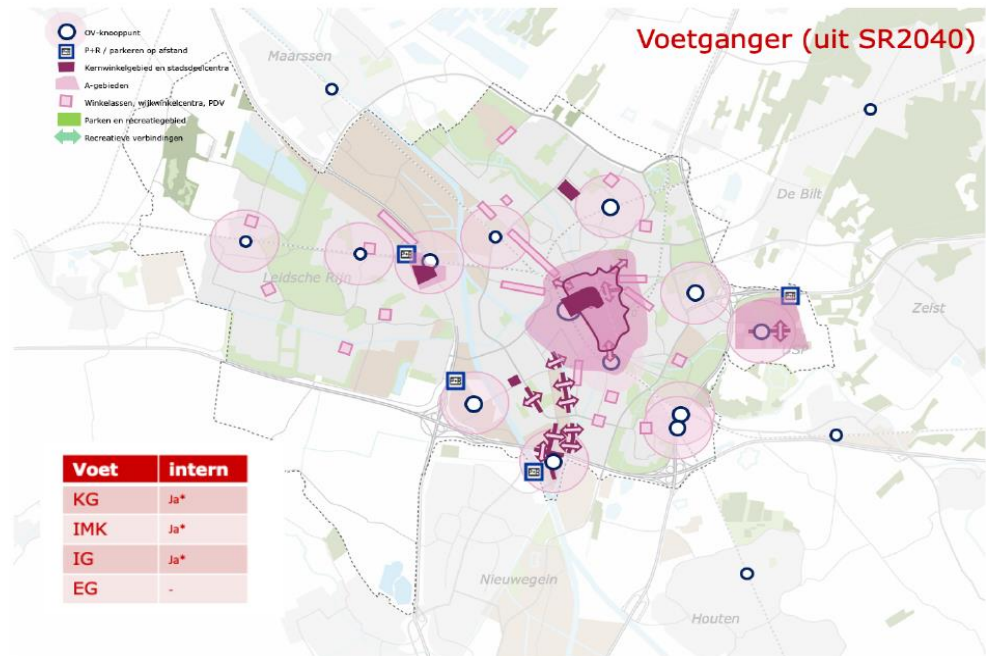 Voetganger (uit SR2040)
OV-knooppunt
P+R / parkeren op afstand
Kernwinkelgebied en stadsdeelcentra
A-gebieden
Winkelassen, wijkwinkelcentra, PDV
Parken en recreatiegebied
Recreatieve verbindingen
Maarssen
De Bilt
Leidsche Rijn
Zeist
Nieuwegein
Houten
Voet intern
KG Ja*
IMK Ja*
IG Ja*
EG -